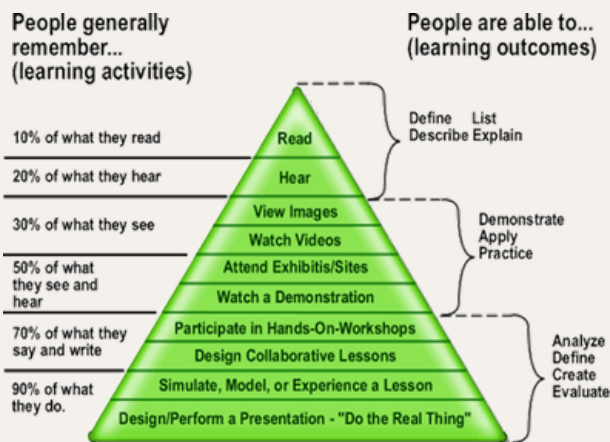 People generally
remember...
(learning activities)
People are able to...
(learning outcomes)
10% of what they read
20% of what they hear
30% of what they see
50% of what
they see and
hear
70% of what they
say and write
90% of what
they do.
Read
Hear
View Images
Watch Videos
Attend Exhibitis/Sites
Watch a Demonstration
Participate in Hands-On-Workshops
Design Collaborative Lessons
Simulate, Model, or Experience a Lesson
Design/Perform a Presentation - "Do the Real Thing"
Define List
Describe Explain
Demonstrate
Apply
Practice
Analyze
Define
Create
Evaluate